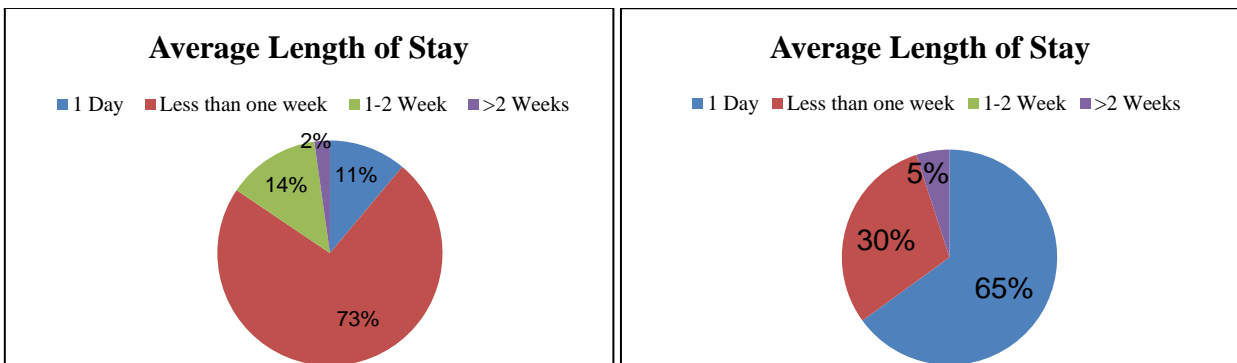 Average Length of Stay
1 Day Less than one week 1-2 Week >2 Weeks
2%
11%
14%
73%
Average Length of Stay
1 Day Less than one week 1-2 Week >2 Weeks
5%
30%
65%